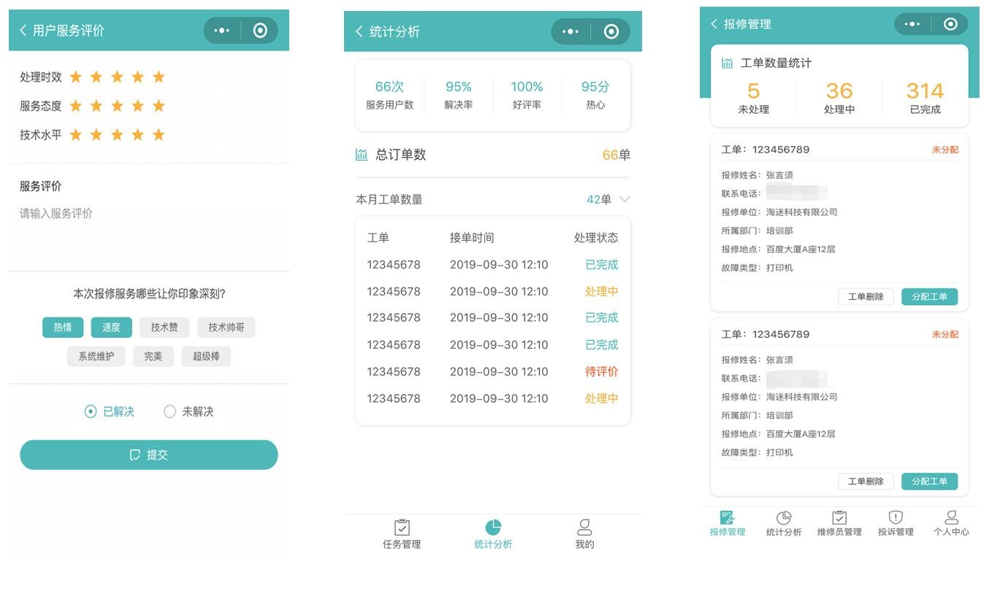 用户服务评价
处理时效
服务态度
技术水平
服务评价
请输入服务评价
本次报修服务哪些让你印象深刻?
热情 速度 技术赞 技术帅哥
系统维护 完美 超级棒
已解决 未解决
提交
统计分析
66次 95% 100% 95分
服务用户数 解决率 好评率 热心
总订单数 66单
本月工单数量 42单
工单 接单时间 处理状态
12345678 2019-09-30 12:10 已完成
12345678 2019-09-30 12:10 处理中
12345678 2019-09-30 12:10 已完成
12345678 2019-09-30 12:10 已完成
12345678 2019-09-30 12:10 待评价
12345678 2019-09-30 12:10 处理中
任务管理 统计分析 我的
报修管理
工单数量统计
5 36 314
未处理 处理中 已完成
工单：123456789 未分配
报修姓名：张言须
联系电话：
报修单位：淘迷科技有限公司
所属部门：培训部
报修地点：百度大厦A座12层
故障类型：打印机
工单删除 分配工单
工单：123456789 未分配
报修姓名：张言须
联系电话：
报修单位：淘迷科技有限公司
所属部门：培训部
报修地点：百度大厦A座12层
故障类型：打印机
工单删除 分配工单
报修管理 统计分析 维修员管理 投诉管理 个人中心